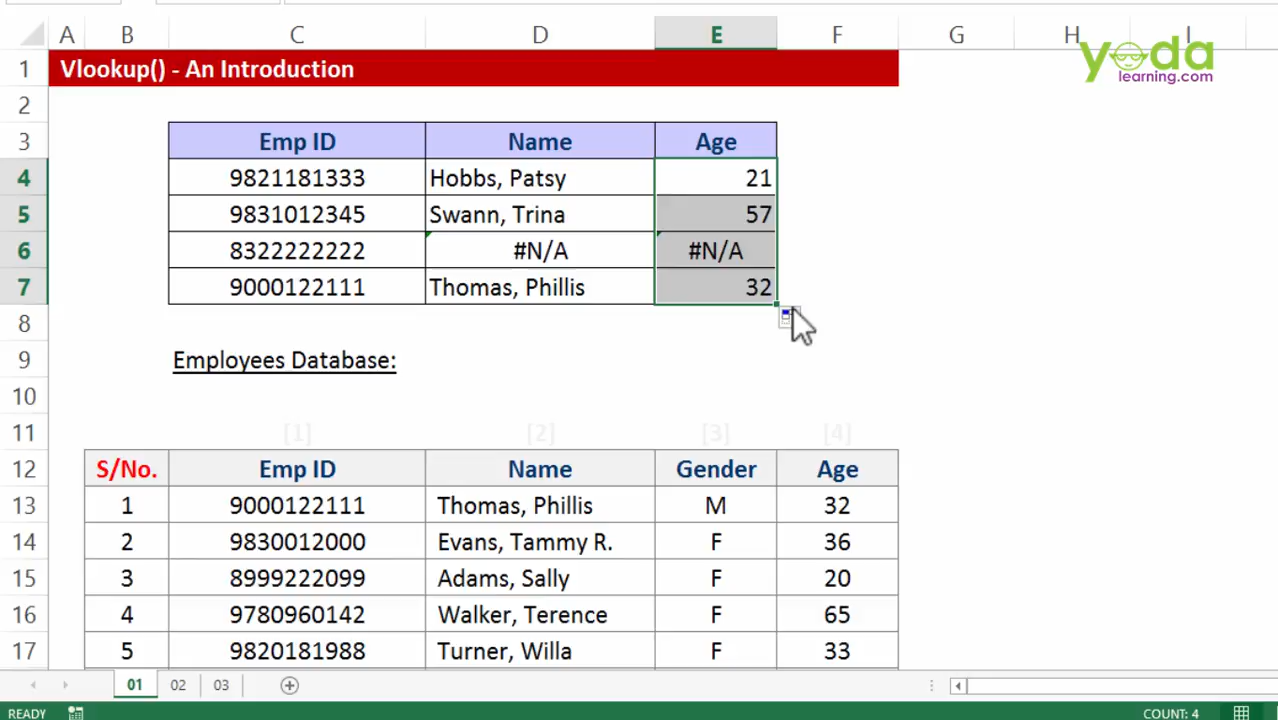 A B C D E F G H I
yoda
learning.com
1 Vlookup() - An Introduction
2
3 Emp ID Name Age
4 9821181333 Hobbs, Patsy 21
5 9831012345 Swann, Trina 57
6 8322222222 #N/A #N/A
7 9000122111 Thomas, Phillis 32
8
9 Employees Database:
10
11 [1] [2] [3] [4]
12 S/No. Emp ID Name Gender Age
13 1 9000122111 Thomas, Phillis M 32
14 2 9830012000 Evans, Tammy R. F 36
15 3 8999222099 Adams, Sally F 20
16 4 9780960142 Walker, Terence F 65
17 5 9820181988 Turner, Willa F 33
01 02 03
READY COUNT: 4